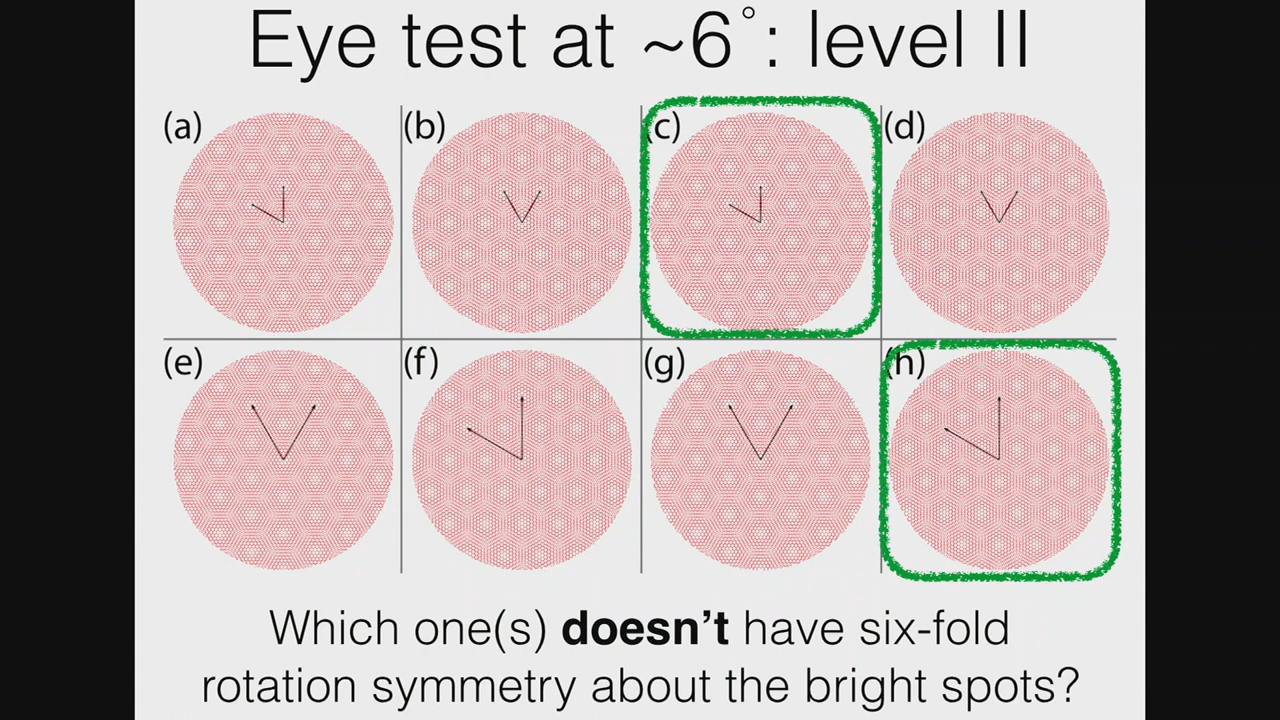 Eye test at ~6°: level II
(a)
(b)
(c)
(d)
(e)
(f)
(g)
(h)
Which one(s) doesn't have six-fold
rotation symmetry about the bright spots?